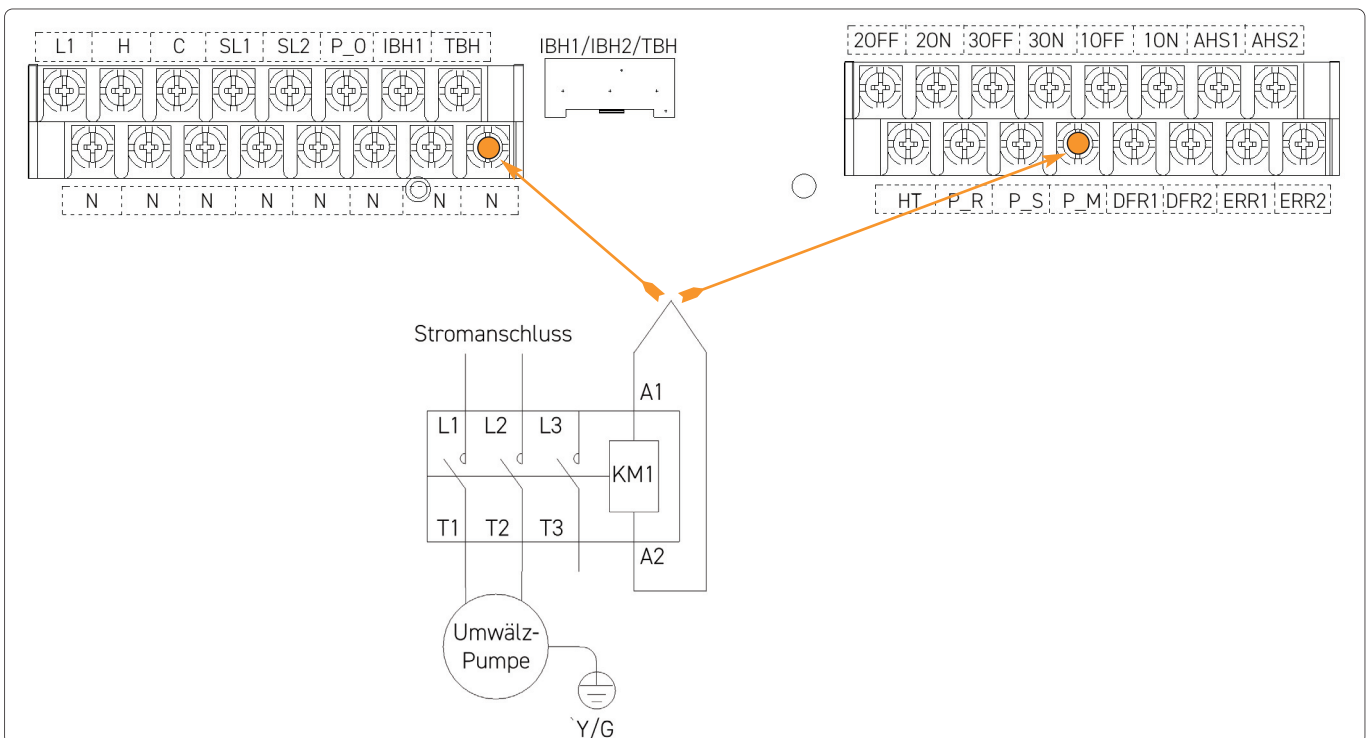 L1 H C SL1 SL2 P_O IBH1 TBH
IBH1/IBH2/TBH
2OFF 2ON 3OFF 3ON 1OFF 1ON AHS1 AHS2
N N N N N N N N
HT P_R P_S P_M DFR1 DFR2 ERR1 ERR2
Stromanschluss
A1
L1 L2 L3
KM1
T1 T2 T3
A2
Umwälz-
Pumpe
`Y/G